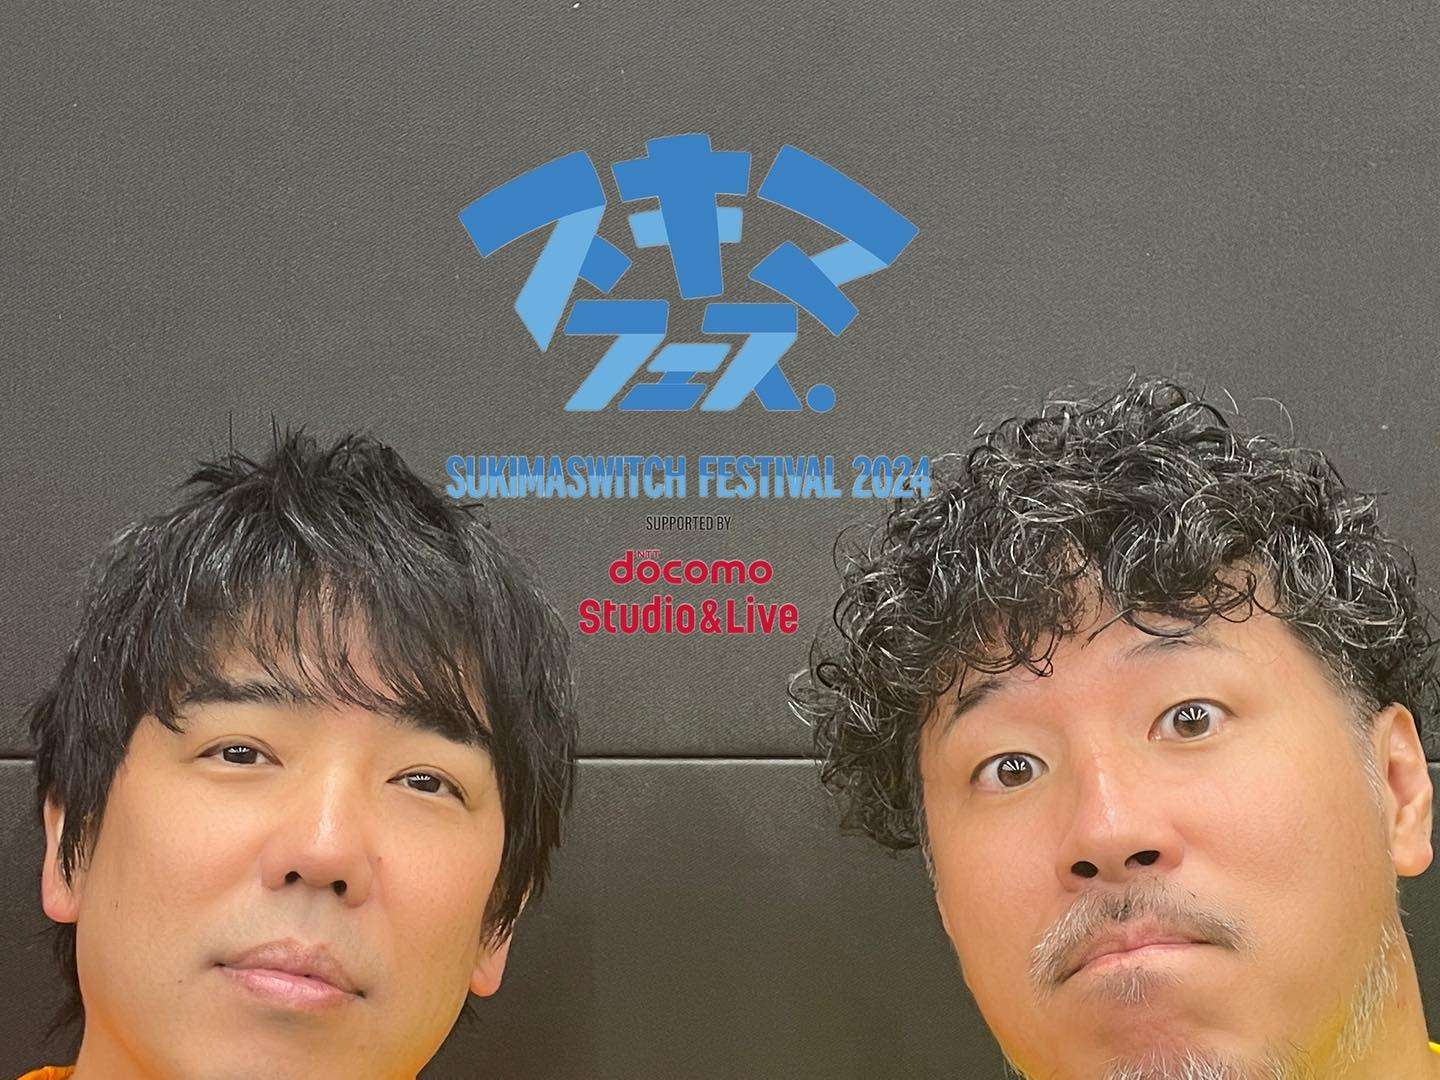 スキマ
フェス.
SUKIMASWITCH FESTIVAL 2024
SUPPORTED BY
NTT
docomo
Studio&Live